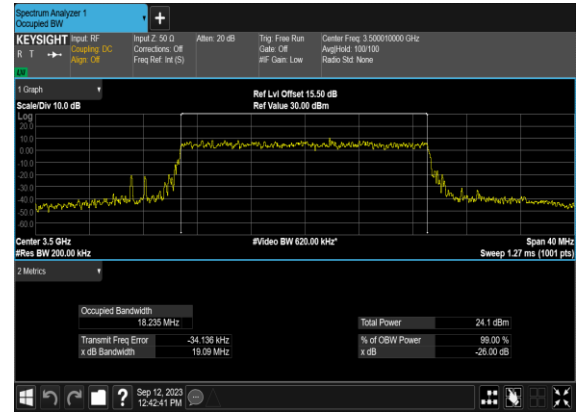 Spectrum Analyzer 1
Occupied BW
+
KEYSIGHT Input: RF Input Z: 50 Ω Atten: 20 dB Trig: Free Run Center Freq: 3.500010000 GHz
R T Coupling: DC Corrections: Off Gate: Off Avg|Hold: 100/100
Align: Off Freq Ref: Int (S) #IF Gain: Low Radio Std: None
1 Graph Ref Lvl Offset 15.50 dB
Scale/Div 10.0 dB Ref Value 30.00 dBm
Log
20.0
10.0
0.00
-10.0
-20.0
-30.0
-40.0
-50.0
-60.0
Center 3.5 GHz #Video BW 620.00 kHz* Span 40 MHz
#Res BW 200.00 kHz Sweep 1.27 ms (1001 pts)
2 Metrics
Occupied Bandwidth
18.235 MHz Total Power 24.1 dBm
Transmit Freq Error -34.136 kHz % of OBW Power 99.00 %
x dB Bandwidth 19.09 MHz x dB -26.00 dB
? Sep 12, 2023
12:42:41 PM